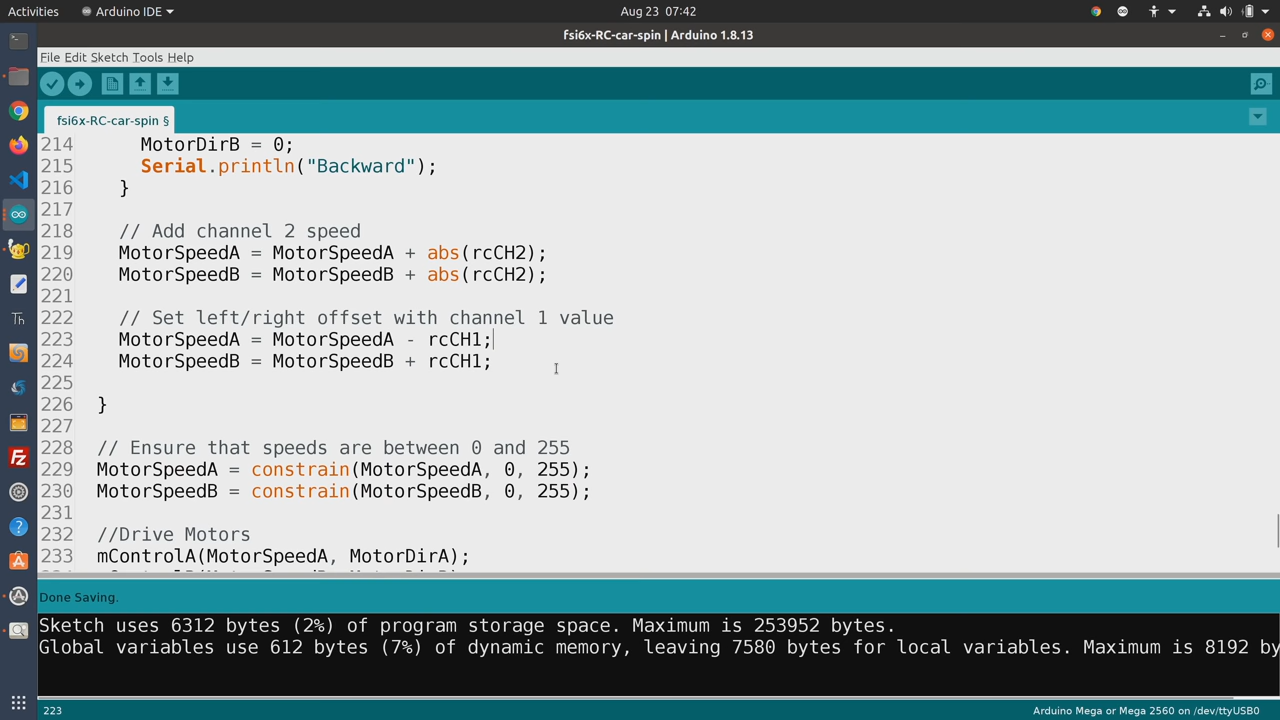 Activities
Arduino IDE
Aug 23 07:42
fsi6x-RC-car-spin | Arduino 1.8.13
File Edit Sketch Tools Help
fsi6x-RC-car-spin §
214 MotorDirB = 0;
215 Serial.println("Backward");
216 }
217
218 // Add channel 2 speed
219 MotorSpeedA = MotorSpeedA + abs(rcCH2);
220 MotorSpeedB = MotorSpeedB + abs(rcCH2);
221
222 // Set left/right offset with channel 1 value
223 MotorSpeedA = MotorSpeedA - rcCH1;
224 MotorSpeedB = MotorSpeedB + rcCH1;
225
226 }
227
228 // Ensure that speeds are between 0 and 255
229 MotorSpeedA = constrain(MotorSpeedA, 0, 255);
230 MotorSpeedB = constrain(MotorSpeedB, 0, 255);
231
232 //Drive Motors
233 mControlA(MotorSpeedA, MotorDirA);
Done Saving.
Sketch uses 6312 bytes (2%) of program storage space. Maximum is 253952 bytes.
Global variables use 612 bytes (7%) of dynamic memory, leaving 7580 bytes for local variables. Maximum is 8192 by
223
Arduino Mega or Mega 2560 on /dev/ttyUSB0
Th
Fz